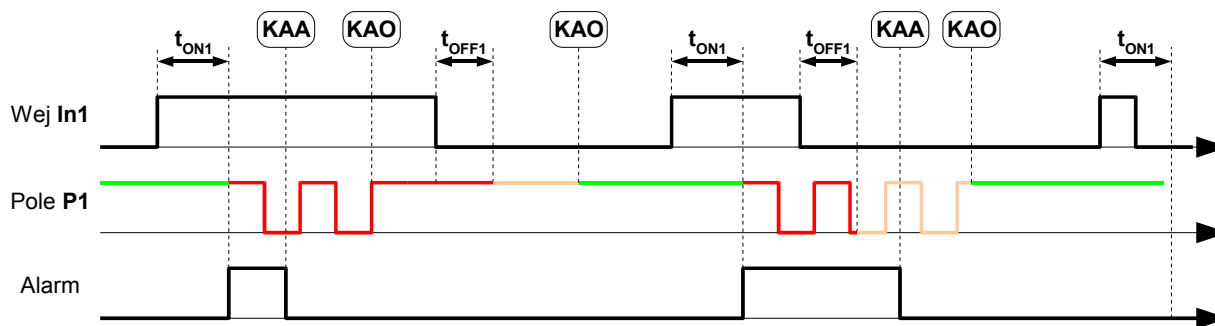 tON1 KAA KAO tOFF1 KAO tON1 tOFF1 KAA KAO tON1
Wej In1
Pole P1
Alarm